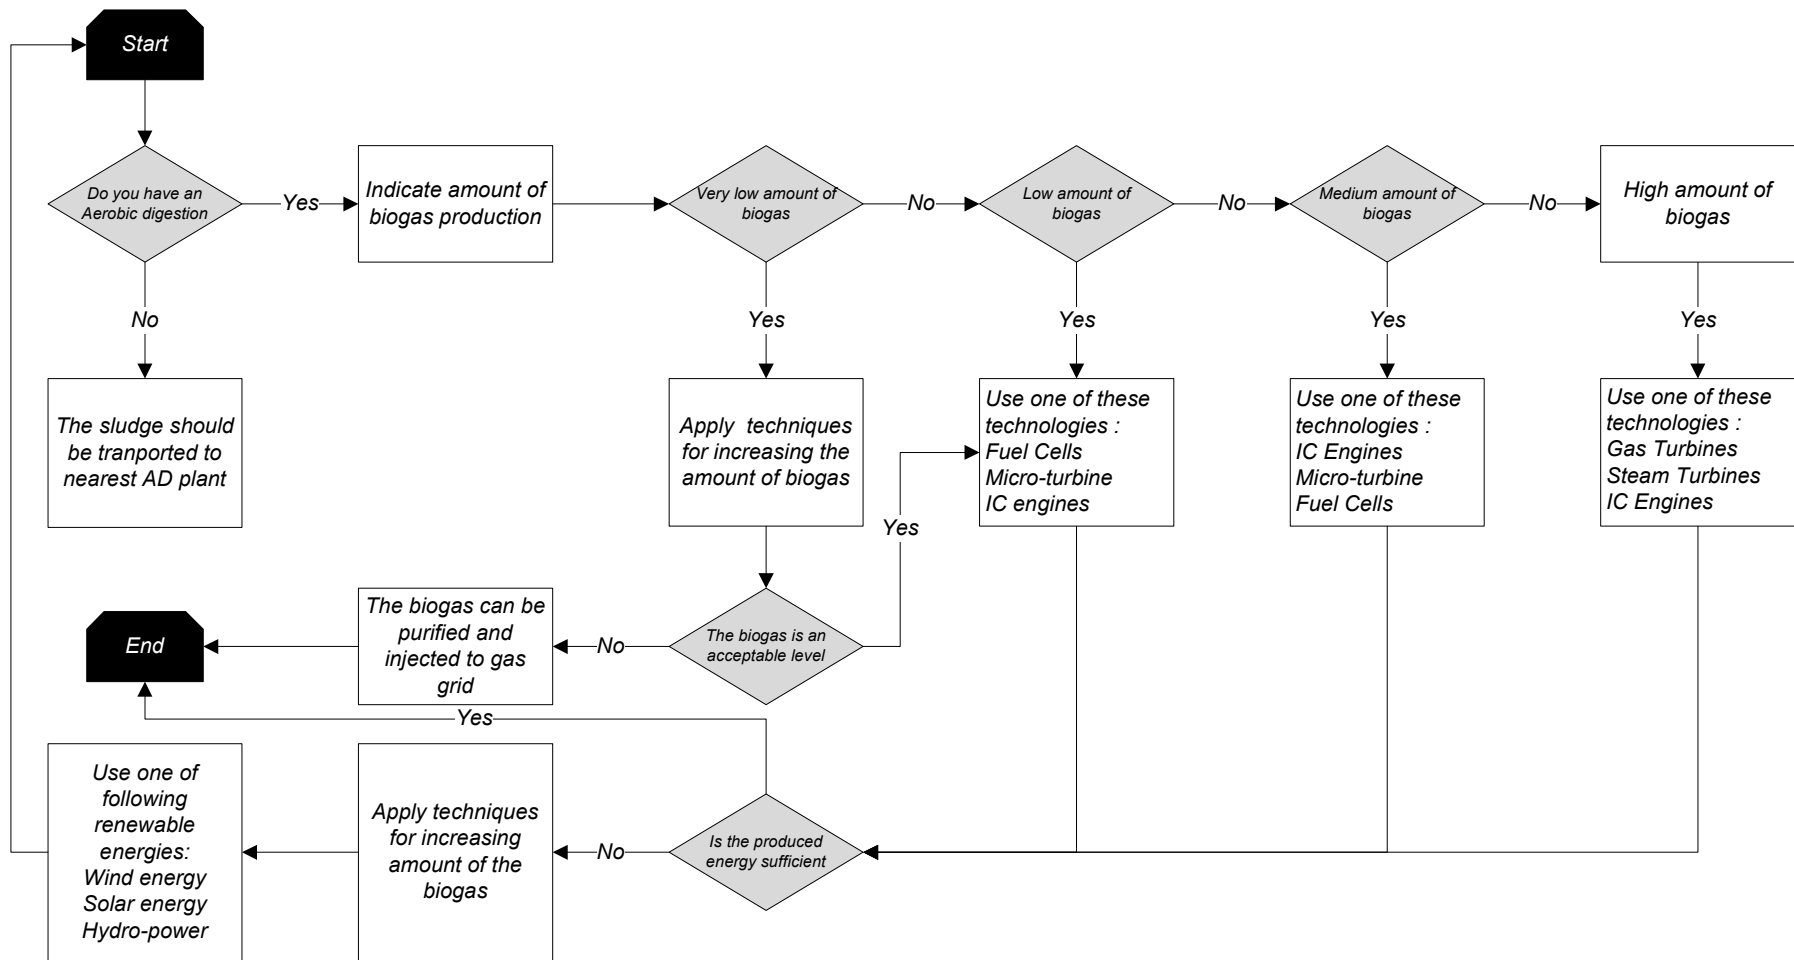 Start
Do you have an
Aerobic digestion
Yes
Indicate amount of
biogas production
Very low amount of
biogas
No
Low amount of
biogas
No
Medium amount of
biogas
No
High amount of
biogas
No
Yes
Yes
Yes
Yes
The sludge should
be tranported to
nearest AD plant
Apply techniques
for increasing the
amount of biogas
Use one of these
technologies :
Fuel Cells
Micro-turbine
IC engines
Use one of these
technologies :
IC Engines
Micro-turbine
Fuel Cells
Use one of these
technologies :
Gas Turbines
Steam Turbines
IC Engines
Yes
End
The biogas can be
purified and
injected to gas
grid
No
The biogas is an
acceptable level
Yes
Use one of
following
renewable
energies:
Wind energy
Solar energy
Hydro-power
Apply techniques
for increasing
amount of the
biogas
No
Is the produced
energy sufficient